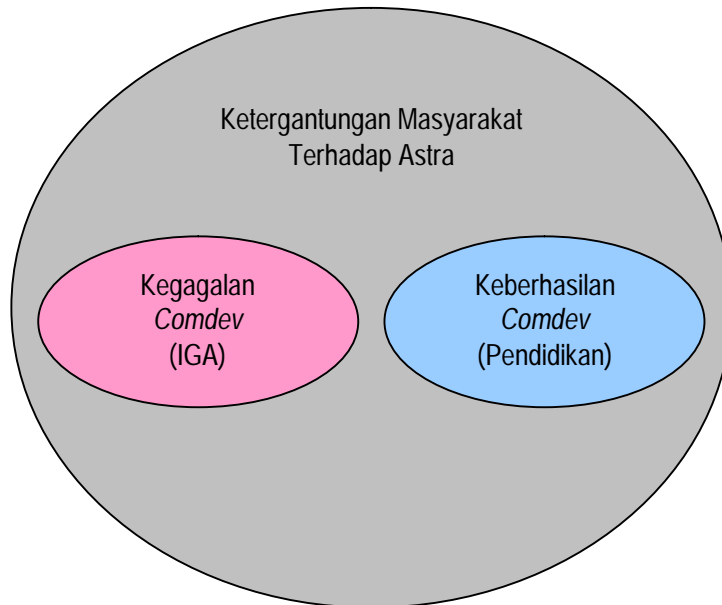 Ketergantungan Masyarakat
Terhadap Astra
Kegagalan
Comdev
(IGA)
Keberhasilan
Comdev
(Pendidikan)